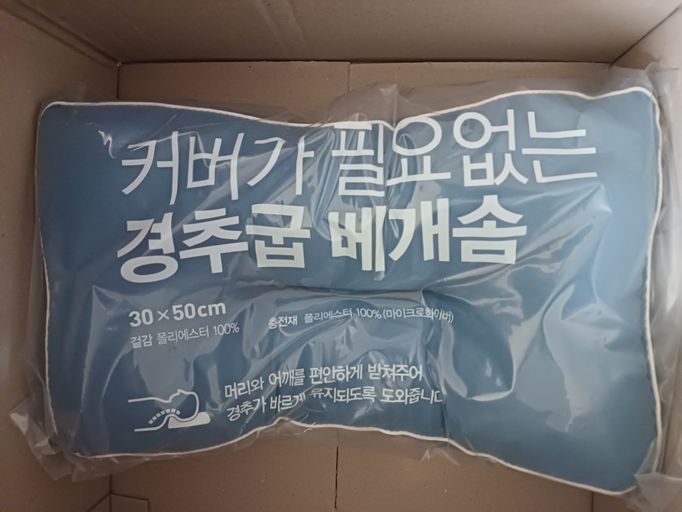 커버가 필요없는
경추굽 베개솜
30×50cm
겉감 폴리에스터 100%
충전재 폴리에스터 100% (마이크로화이버)
머리와 어깨를 편안하게 받쳐주어
경추가 바르게 유지되도록 도와줍니다